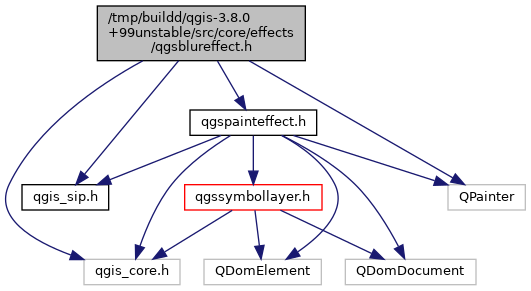 /tmp/buildd/qgis-3.8.0
+99unstable/src/core/effects
/qgsblureffect.h
qgspainteffect.h
qgis_sip.h
qgssymbollayer.h
QPainter
qgis_core.h
QDomElement
QDomDocument